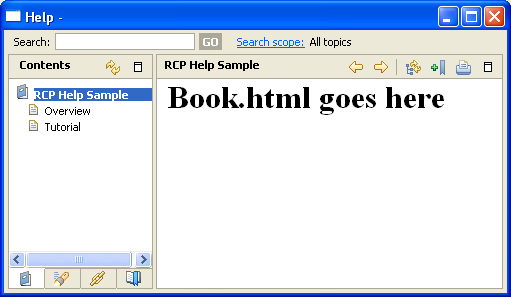 Help -
Search: GO Search scope: All topics
Contents
RCP Help Sample
Overview
Tutorial
RCP Help Sample
Book.html goes here